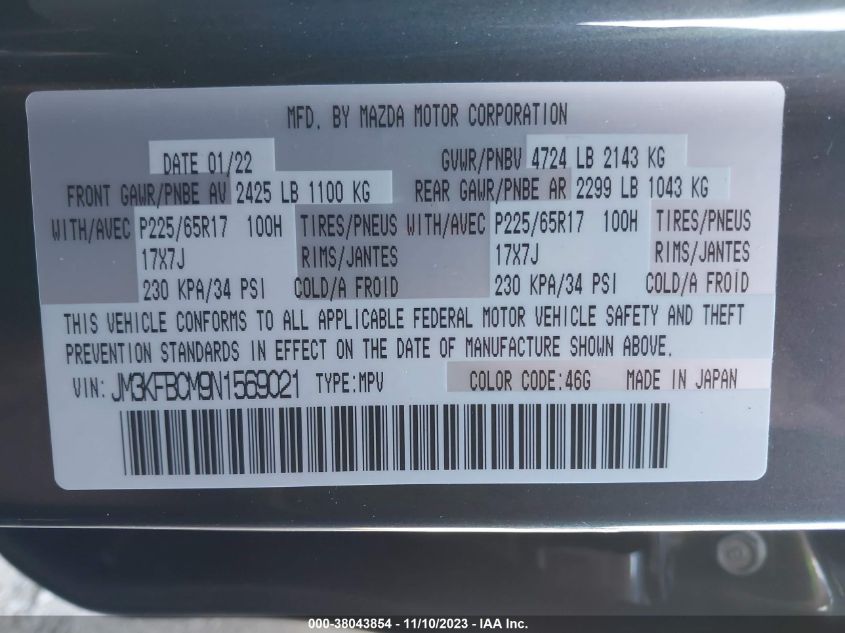 MFD. BY MAZDA MOTOR CORPORATION
DATE 01/22 GVWR/PNBV 4724 LB 2143 KG
FRONT GAWR/PNBE AV 2425 LB 1100 KG REAR GAWR/PNBE AR 2299 LB 1043 KG
WITH/AVEC P225/65R17 100H TIRES/PNEUS WITH/AVEC P225/65R17 100H TIRES/PNEUS
17X7J RIMS/JANTES 17X7J RIMS/JANTES
230 KPA/34 PSI COLD/A FROID 230 KPA/34 PSI COLD/A FROID
THIS VEHICLE CONFORMS TO ALL APPLICABLE FEDERAL MOTOR VEHICLE SAFETY AND THEFT
PREVENTION STANDARDS IN EFFECT ON THE DATE OF MANUFACTURE SHOWN ABOVE.
VIN: JM3KFBCM9N1569021 TYPE:MPV COLOR CODE:46G MADE IN JAPAN
000-38043854 - 11/10/2023 - IAA Inc.